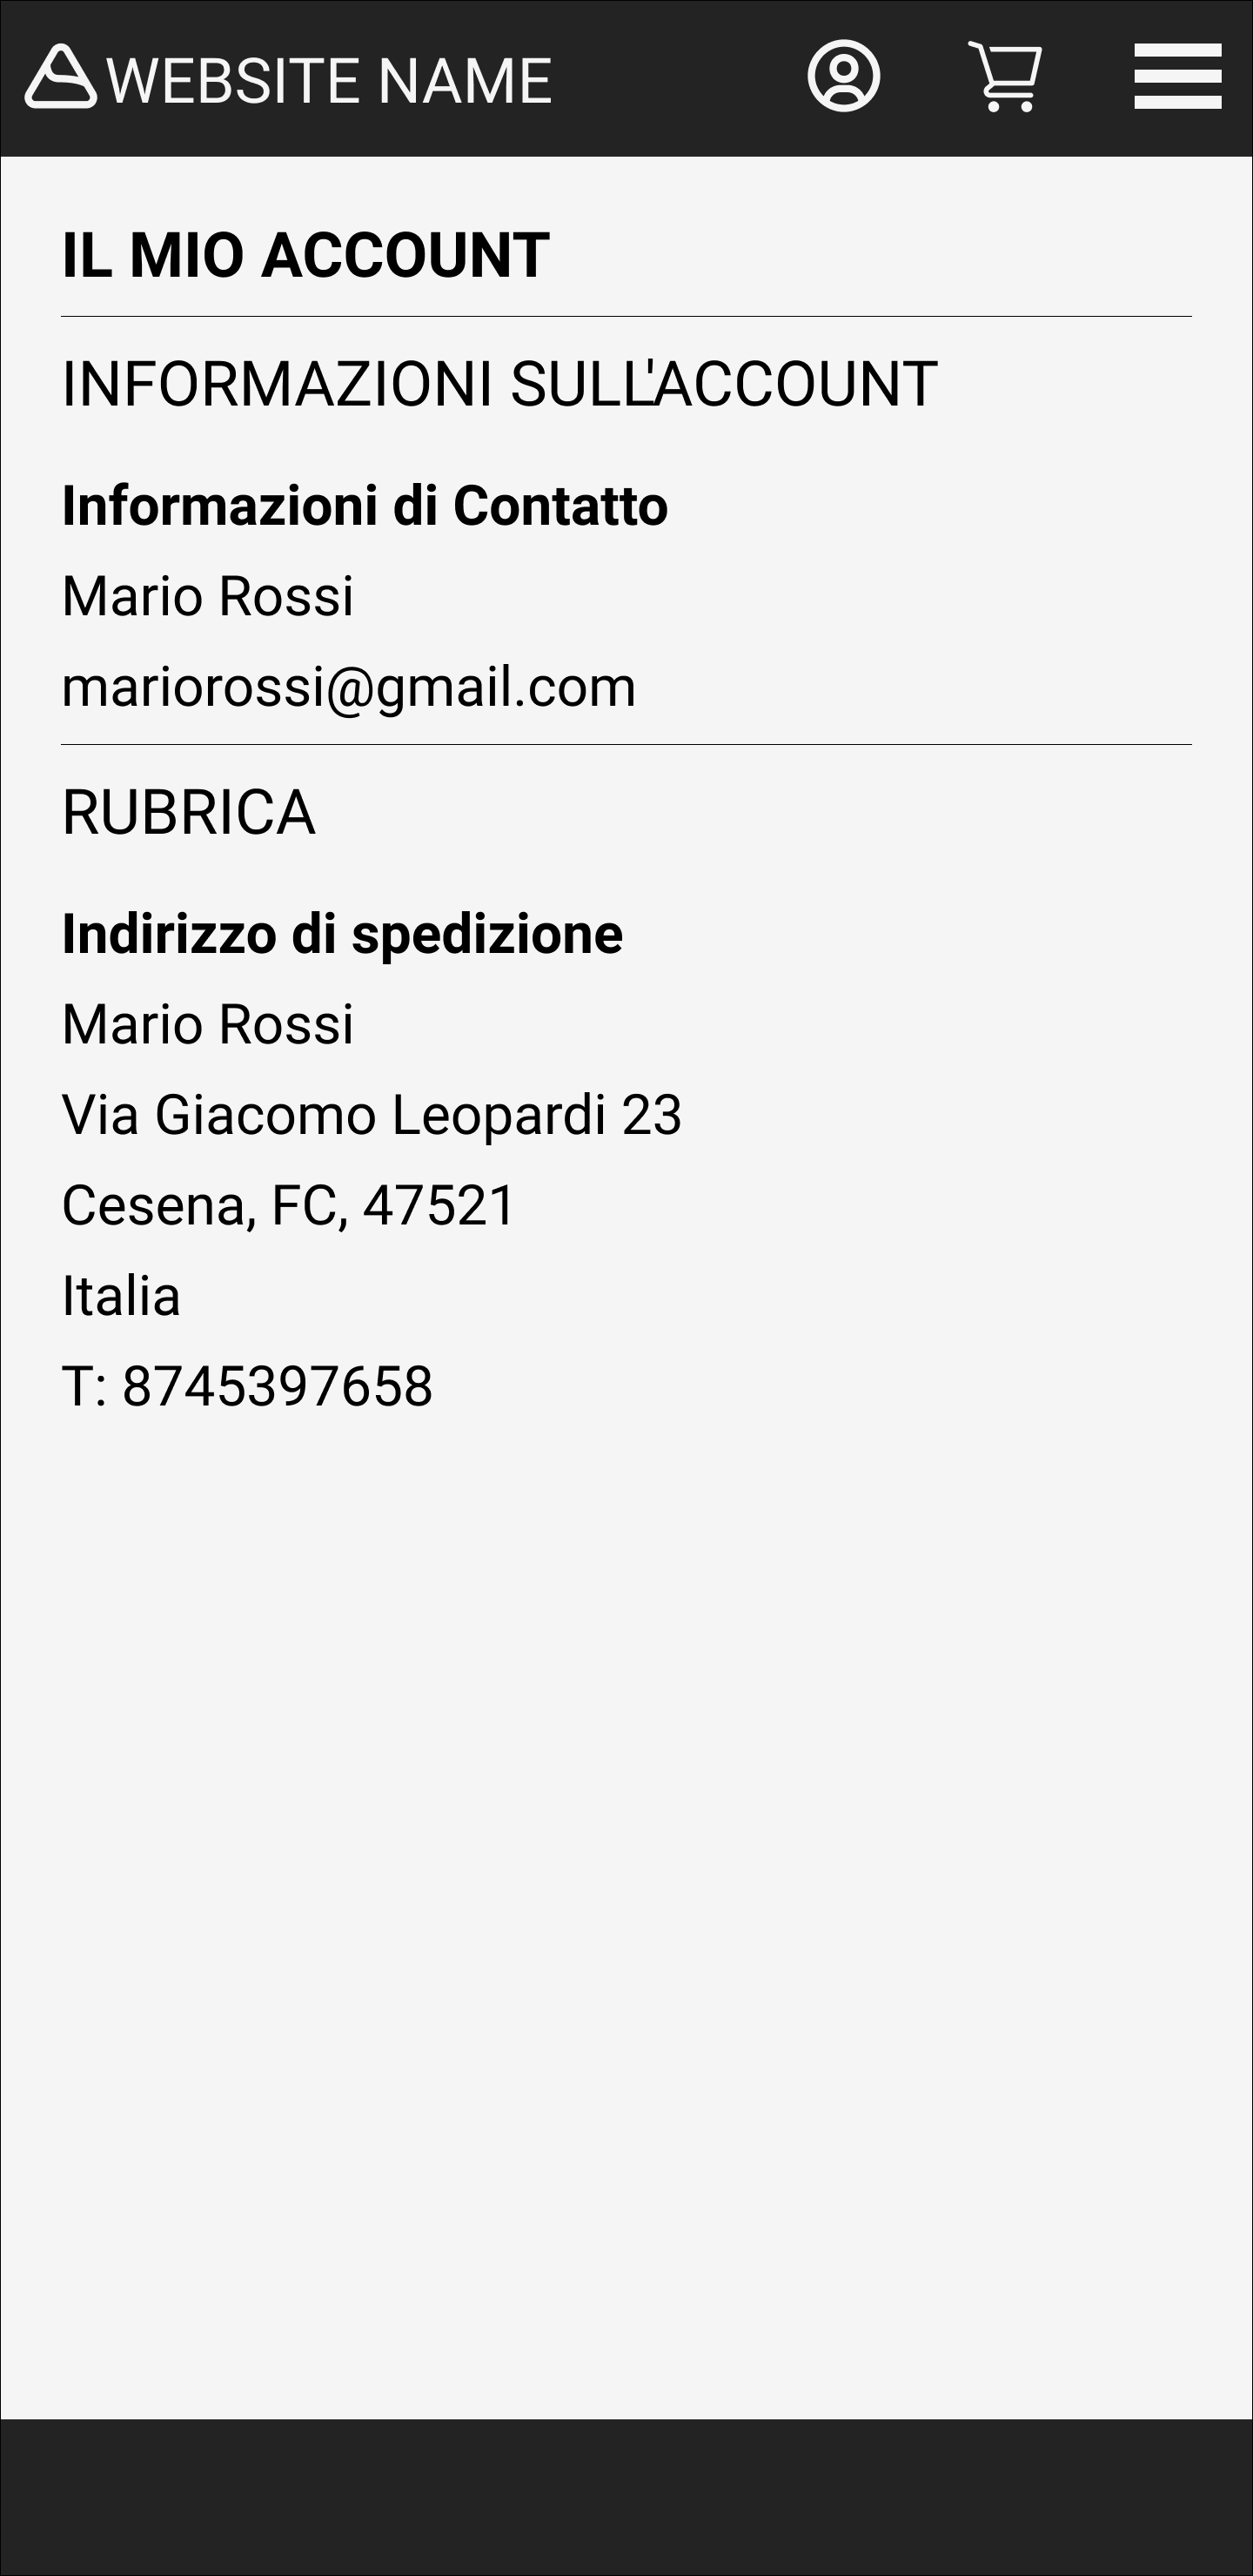 WEBSITE NAME
IL MIO ACCOUNT
INFORMAZIONI SULL'ACCOUNT
Informazioni di Contatto
Mario Rossi
mariorossi@gmail.com
RUBRICA
Indirizzo di spedizione
Mario Rossi
Via Giacomo Leopardi 23
Cesena, FC, 47521
Italia
T: 8745397658